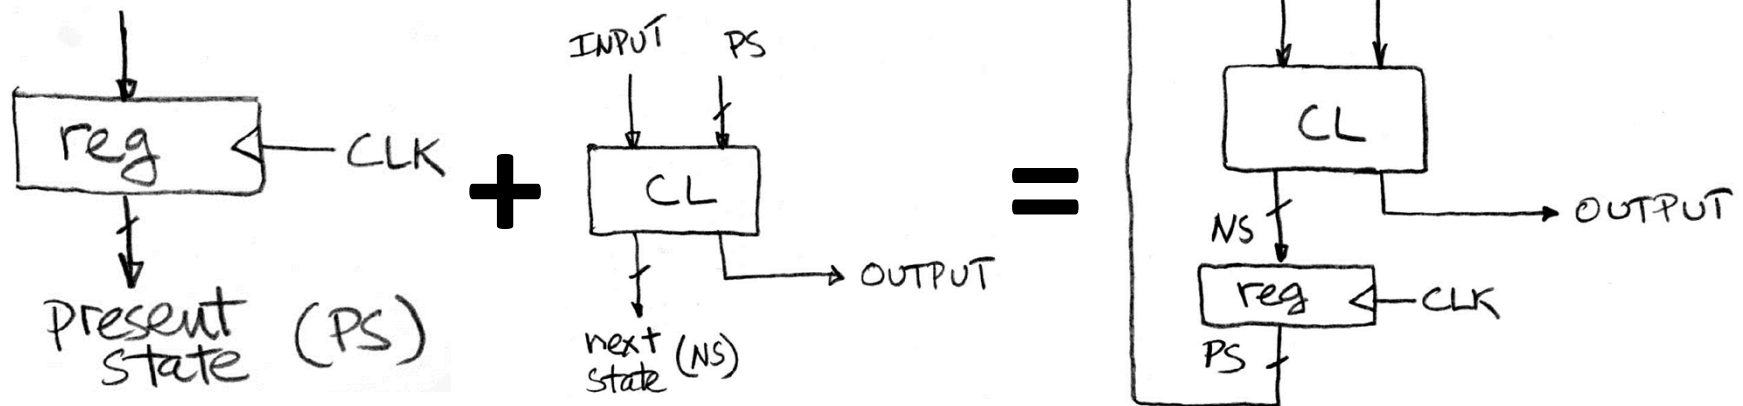 reg
CLK
present
state (PS)
+
INPUT PS
CL
OUTPUT
next
state (NS)
=
CL
OUTPUT
NS
reg
CLK
PS